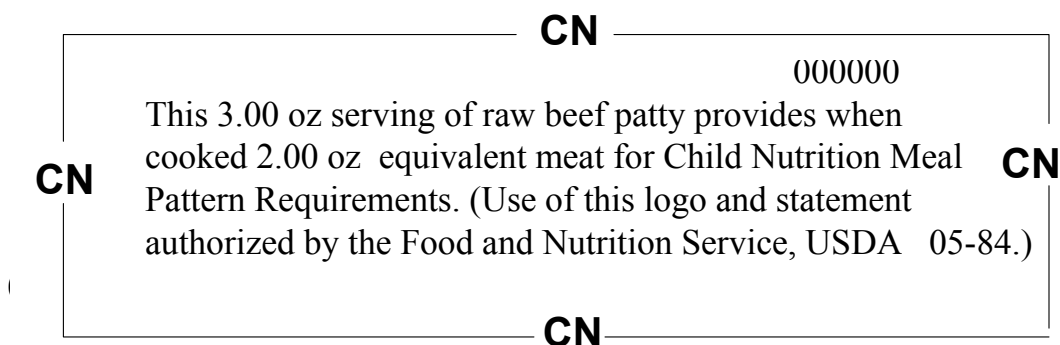 CN
000000
This 3.00 oz serving of raw beef patty provides when
cooked 2.00 oz equivalent meat for Child Nutrition Meal
CN CN
Pattern Requirements. (Use of this logo and statement
authorized by the Food and Nutrition Service, USDA 05-84.)
CN